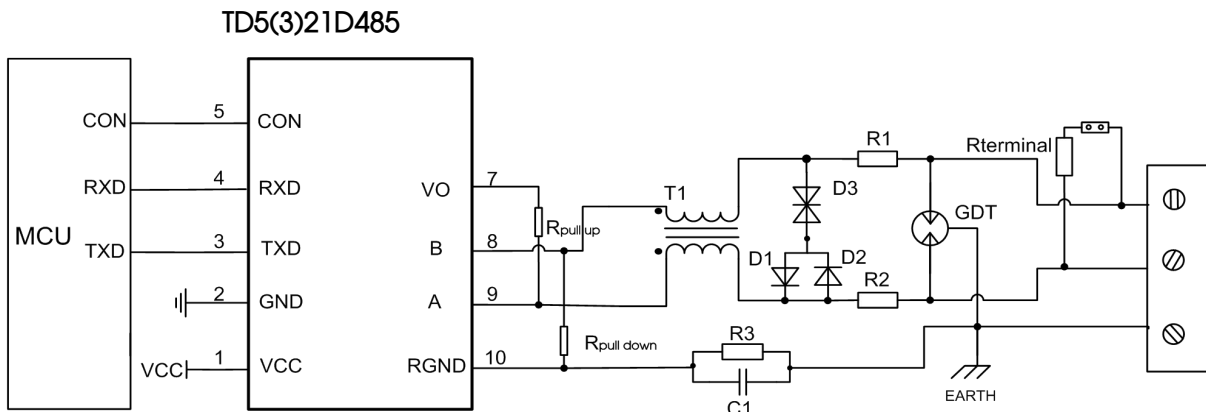 TD5(3)21D485
MCU
CON 5 CON
RXD 4 RXD
TXD 3 TXD
2 GND
VCC 1 VCC
VO 7
B 8
A 9
RGND 10
Rpull up
Rpull down
T1
D3
D1
D2
R1
R2
GDT
Rterminal
R3
C1
EARTH